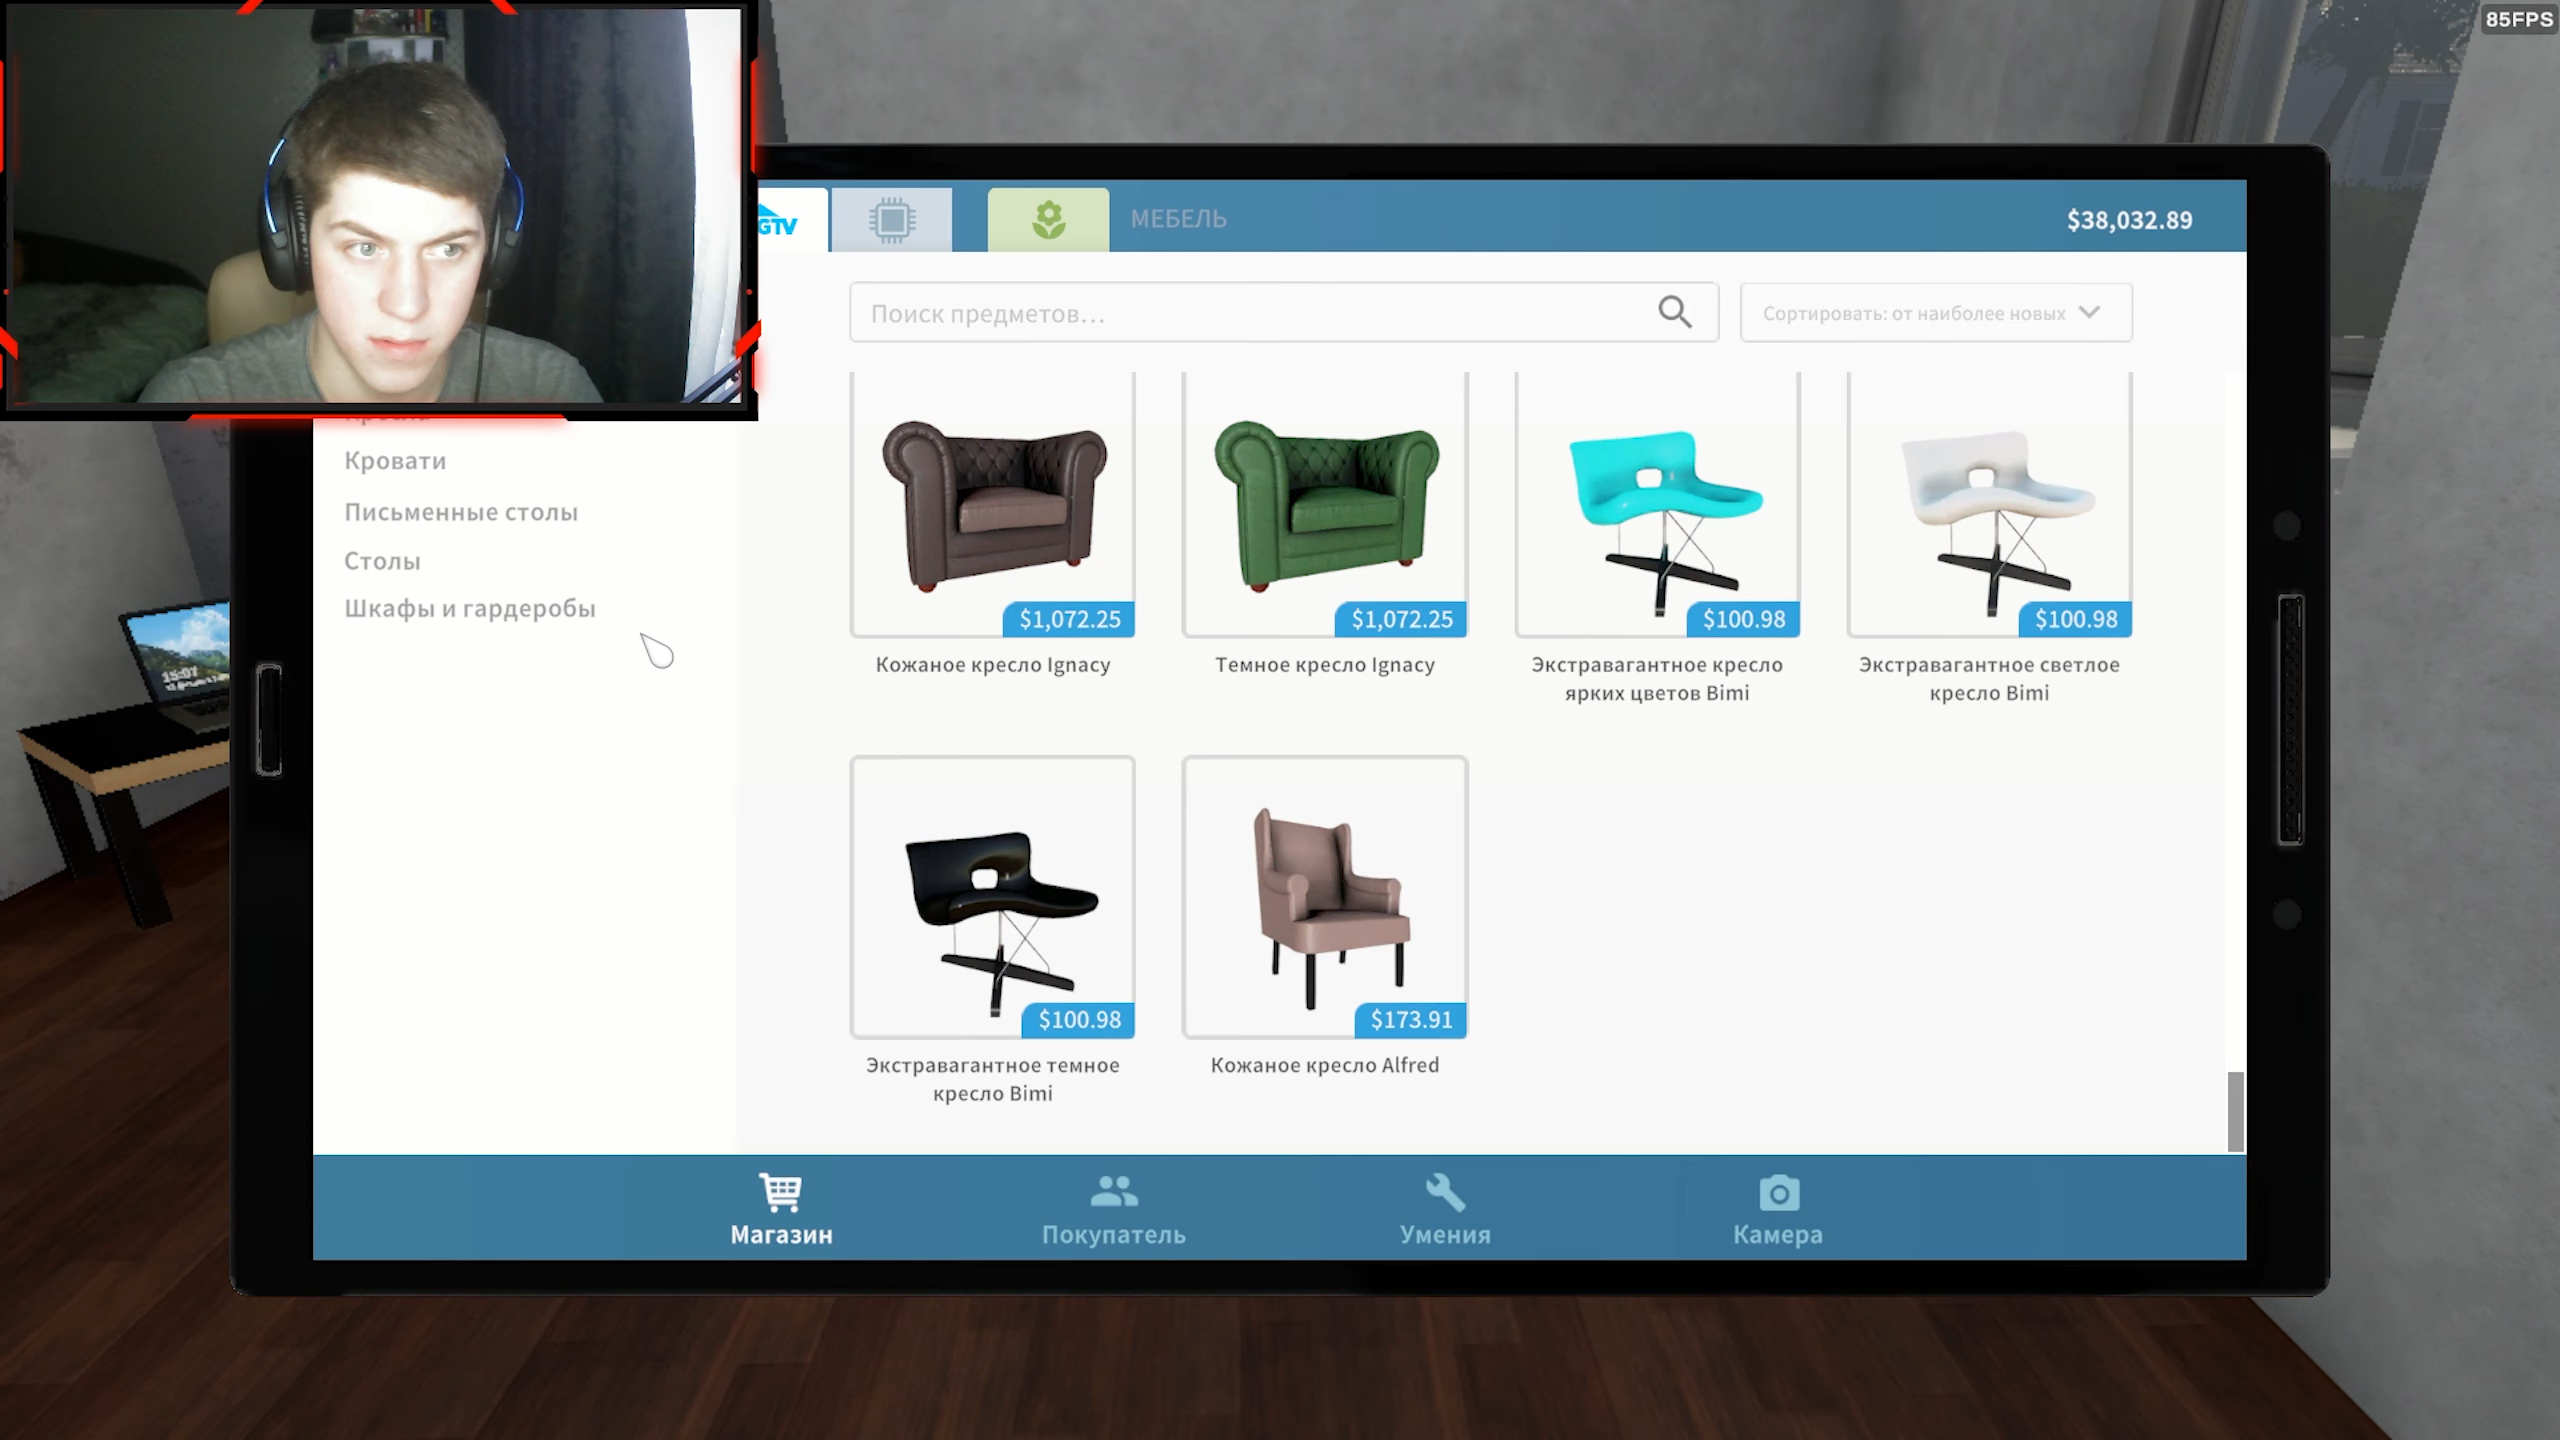 85FPS
GTV
МЕБЕЛЬ
$38,032.89
Поиск предметов...
Сортировать: от наиболее новых
Кровати
Письменные столы
Столы
Шкафы и гардеробы
$1,072.25
$1,072.25
$100.98
$100.98
Кожаное кресло Ignacy
Темное кресло Ignacy
Экстравагантное кресло
ярких цветов Bimi
Экстравагантное светлое
кресло Bimi
15:07
$100.98
$173.91
Экстравагантное темное
кресло Bimi
Кожаное кресло Alfred
Магазин
Покупатель
Умения
Камера